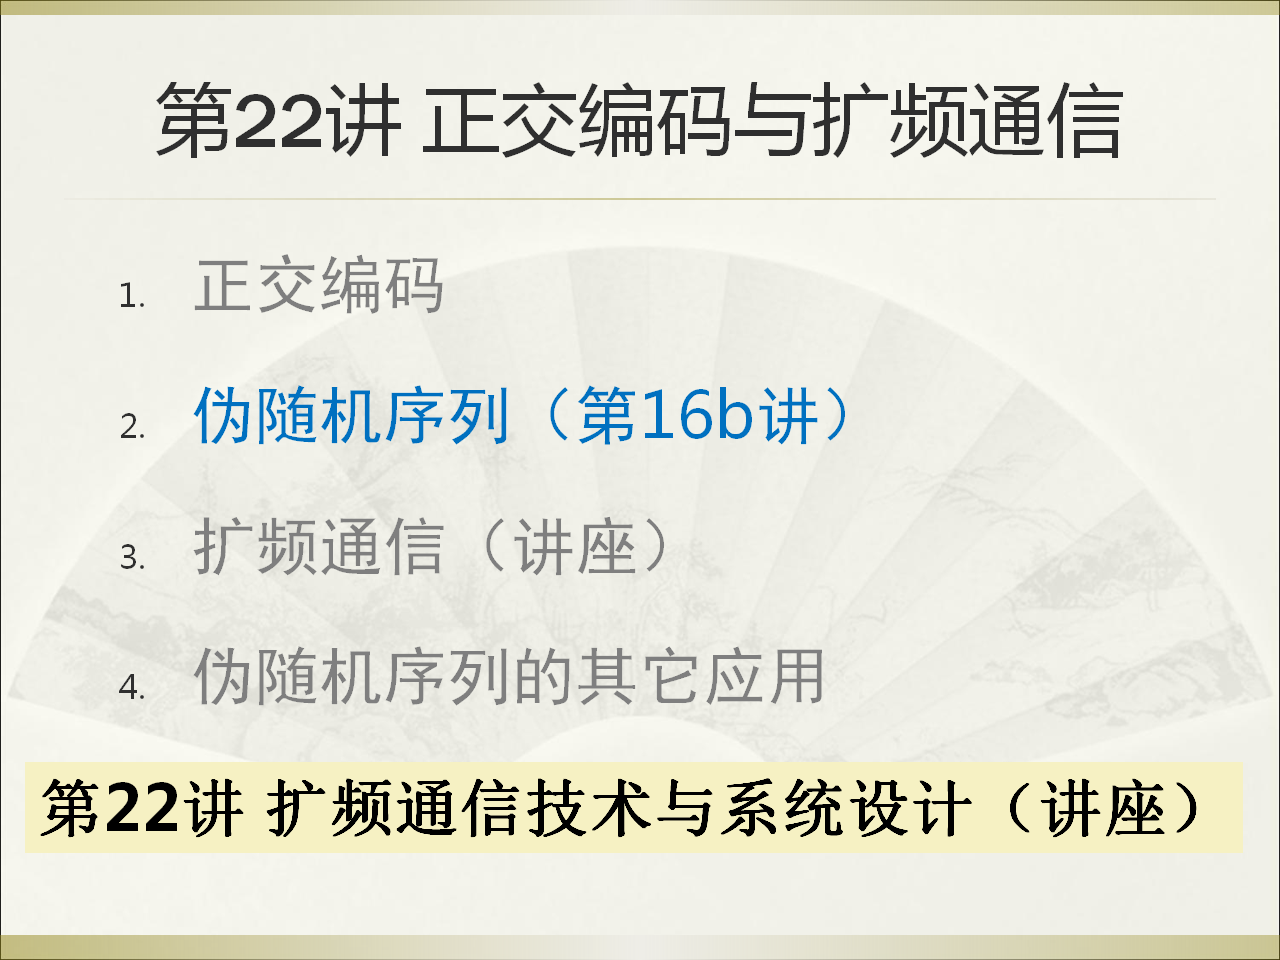 第22讲 正交编码与扩频通信
1. 正交编码
2. 伪随机序列（第16b讲）
3. 扩频通信（讲座）
4. 伪随机序列的其它应用
第22讲 扩频通信技术与系统设计（讲座）